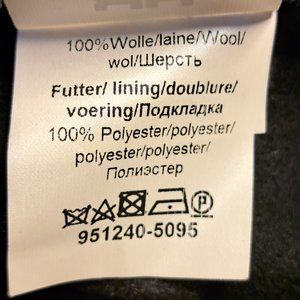 100%Wolle/laine/Wool/
wol/Шерсть
Futter/ lining/doublure/
voering/Подкладка
100% Polyester/polyester/
polyester/polyester/
Полиэстер
P
951240-5095